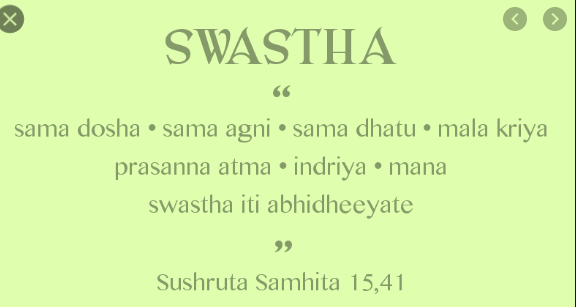 SWASTHA
“
sama dosha • sama agni • sama dhatu • mala kriya
prasanna atma • indriya • mana
swastha iti abhidheeyate
”
Sushruta Samhita 15,41